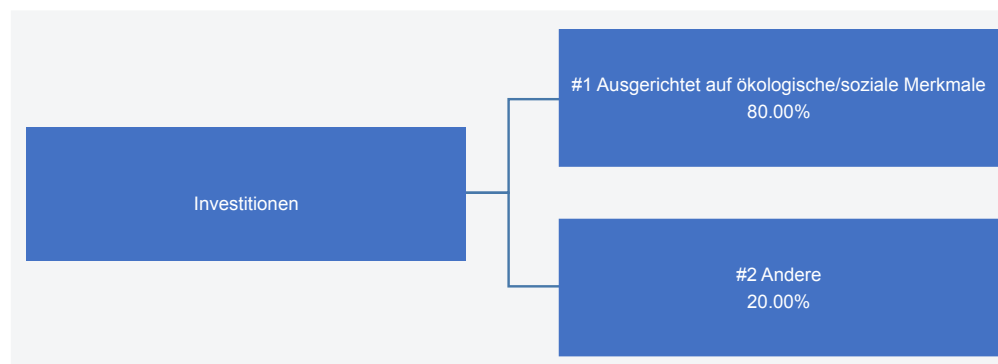 Investitionen
#1 Ausgerichtet auf ökologische/soziale Merkmale
80.00%
#2 Andere
20.00%